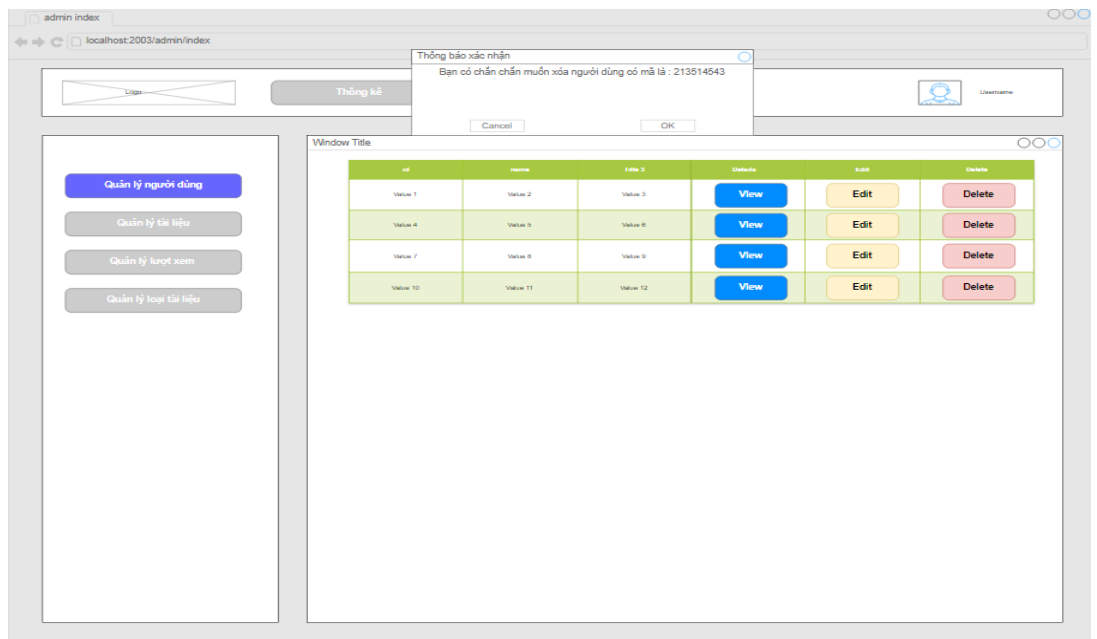 admin index
localhost:2003/admin/index
Thông báo xác nhận
Bạn có chắn chắn muốn xóa người dùng có mã là : 213514543
Cancel OK
Logo
Thông kê
Username
Quản lý người dùng
Quản lý tài liệu
Quản lý lượt xem
Quản lý loại tài liệu
Window Title
id name title 3 Details Edit Delete
Value 1 Value 2 Value 3 View Edit Delete
Value 4 Value 5 Value 6 View Edit Delete
Value 7 Value 8 Value 9 View Edit Delete
Value 10 Value 11 Value 12 View Edit Delete